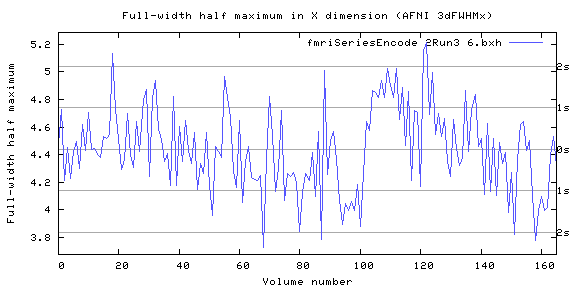 Full-width half maximum in X dimension (AFNI 3dFWHMx)
fmriSeriesEncode 2Run3 6.bxh
Full-width half maximum
5.2
5
4.8
4.6
4.4
4.2
4
3.8
2s
1s
0s
1s
2s
0 20 40 60 80 100 120 140 160
Volume number